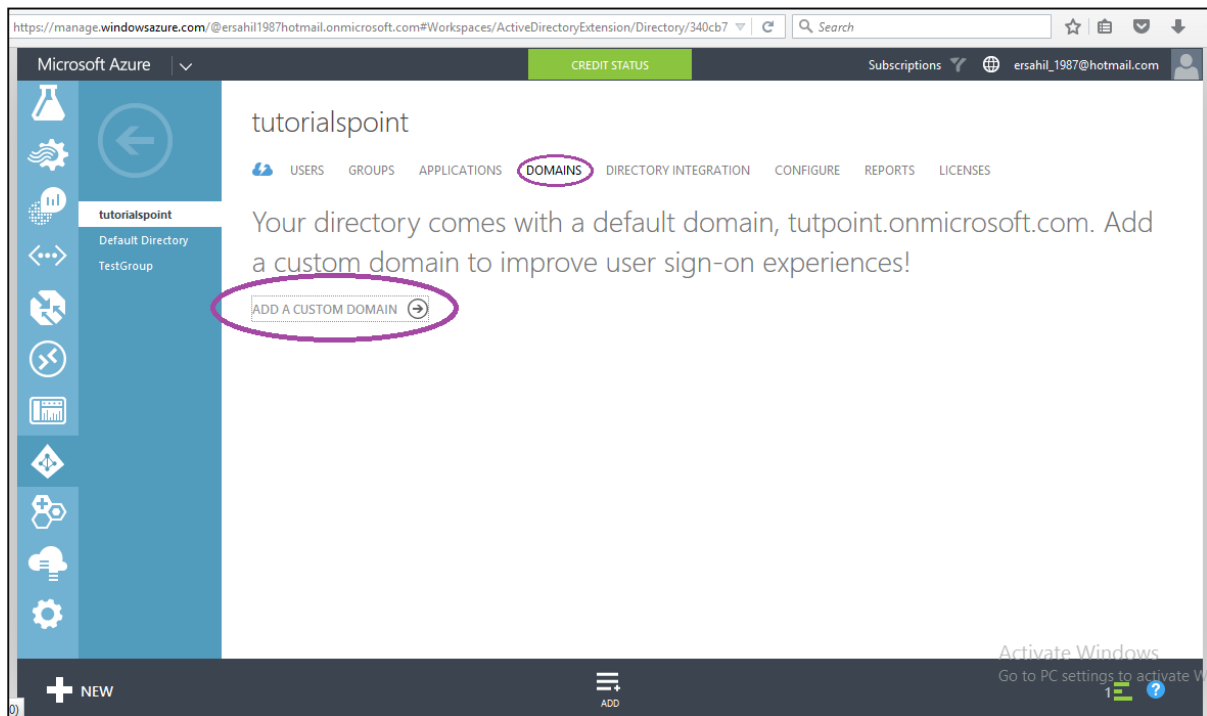 https://manage.windowsazure.com/@ersahil1987hotmail.onmicrosoft.com#Workspaces/ActiveDirectoryExtension/Directory/340cb7
Search
Microsoft Azure
CREDIT STATUS
Subscriptions
ersahil_1987@hotmail.com
tutorialspoint
USERS GROUPS APPLICATIONS DOMAINS DIRECTORY INTEGRATION CONFIGURE REPORTS LICENSES
tutorialspoint
Default Directory
TestGroup
Your directory comes with a default domain, tutpoint.onmicrosoft.com. Add
a custom domain to improve user sign-on experiences!
ADD A CUSTOM DOMAIN
Activate Windows
Go to PC settings to activate W
NEW
ADD
1
?
0)